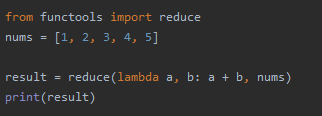 from functools import reduce
nums = [1, 2, 3, 4, 5]
result = reduce(lambda a, b: a + b, nums)
print(result)